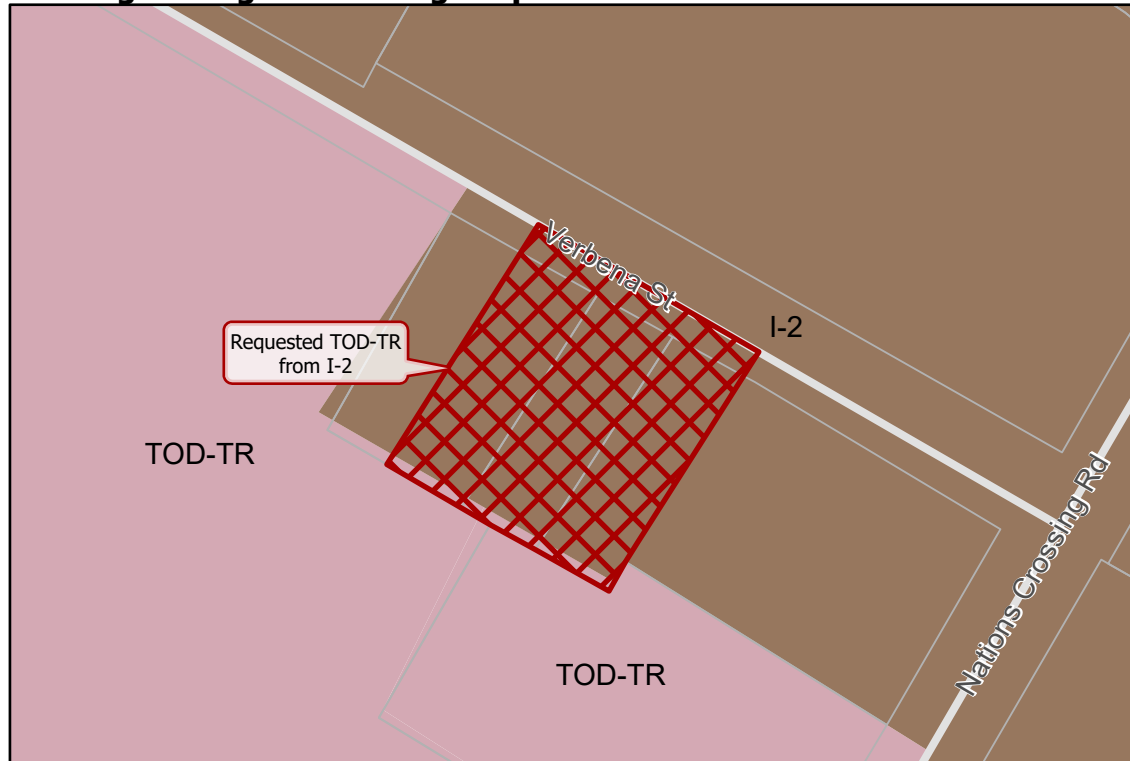 Verbena St
I-2
Requested TOD-TR
from I-2
TOD-TR
Nations Crossing Rd
TOD-TR